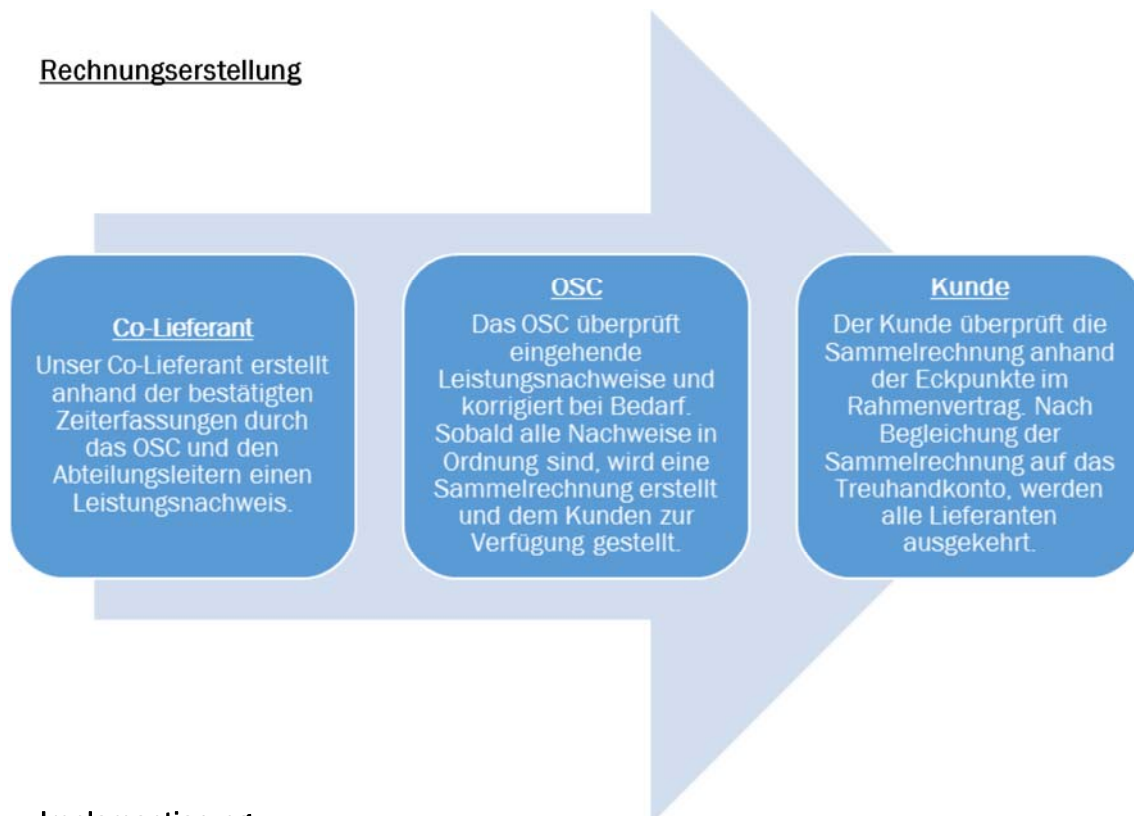 Rechnungserstellung
Co-Lieferant
Unser Co-Lieferant erstellt
anhand der bestätigten
Zeiterfassungen durch
das OSC und den
Abteilungsleitern einen
Leistungsnachweis.
OSC
Das OSC überprüft
eingehende
Leistungsnachweise und
korrigiert bei Bedarf.
Sobald alle Nachweise in
Ordnung sind, wird eine
Sammelrechnung erstellt
und dem Kunden zur
Verfügung gestellt.
Kunde
Der Kunde überprüft die
Sammelrechnung anhand
der Eckpunkte im
Rahmenvertrag. Nach
Begleichung der
Sammelrechnung auf das
Treuhandkonto, werden
alle Lieferanten
ausgekehrt.